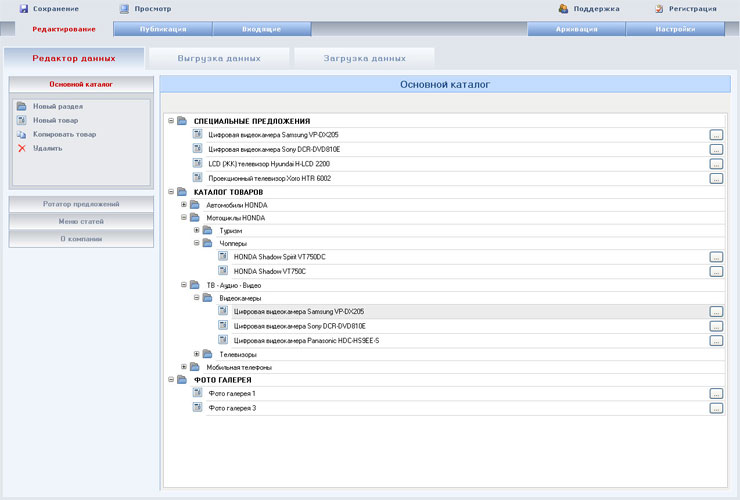 Сохранение Просмотр Поддержка Регистрация
Редактирование Публикация Входящие Архивация Настройки
Редактор данных Выгрузка данных Загрузка данных
Основной каталог
Новый раздел
Новый товар
Копировать товар
Удалить
Ротатор предложений
Меню статей
О компании
Основной каталог
СПЕЦИАЛЬНЫЕ ПРЕДЛОЖЕНИЯ
Цифровая видеокамера Samsung VP-DX205 ...
Цифровая видеокамера Sony DCR-DVD810E ...
LCD (ЖК) телевизор Hyundai H-LCD 2200 ...
Проекционный телевизор Xoro HTR 6002 ...
КАТАЛОГ ТОВАРОВ
Автомобили HONDA
Мотоциклы HONDA
Туризм
Чопперы
HONDA Shadow Spirit VT750DC ...
HONDA Shadow VT750C ...
ТВ - Аудио - Видео
Видеокамеры
Цифровая видеокамера Samsung VP-DX205 ...
Цифровая видеокамера Sony DCR-DVD810E ...
Цифровая видеокамера Panasonic HDC-HS9EE-S ...
Телевизоры
Мобильная телефоны
ФОТО ГАЛЕРЕЯ
Фото галерея 1 ...
Фото галерея 3 ...